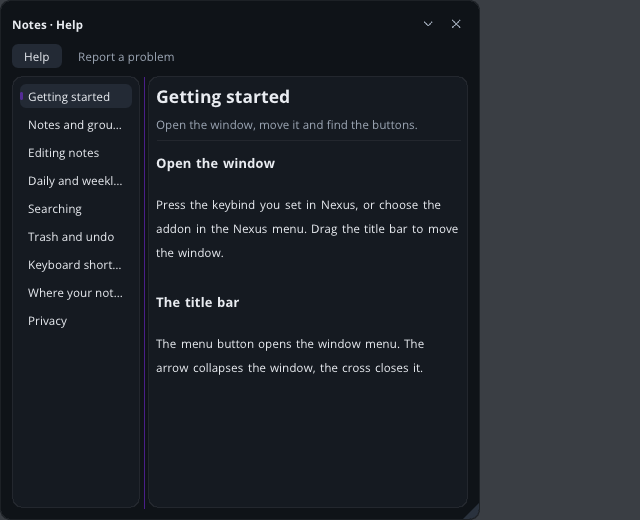 Notes · Help
Help
Report a problem
Getting started
Notes and grou...
Editing notes
Daily and weekl...
Searching
Trash and undo
Keyboard short...
Where your not...
Privacy
Getting started
Open the window, move it and find the buttons.
Open the window
Press the keybind you set in Nexus, or choose the
addon in the Nexus menu. Drag the title bar to move
the window.
The title bar
The menu button opens the window menu. The
arrow collapses the window, the cross closes it.